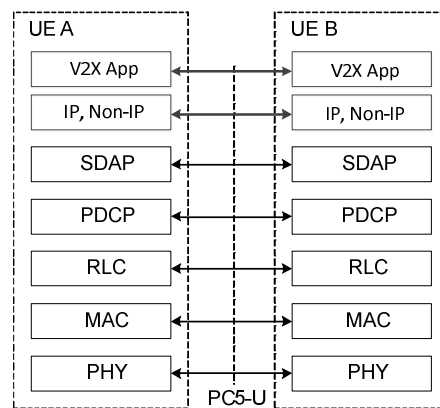 UE A UE B
V2X App V2X App
IP, Non-IP IP, Non-IP
SDAP SDAP
PDCP PDCP
RLC RLC
MAC MAC
PHY PHY
PC5-U